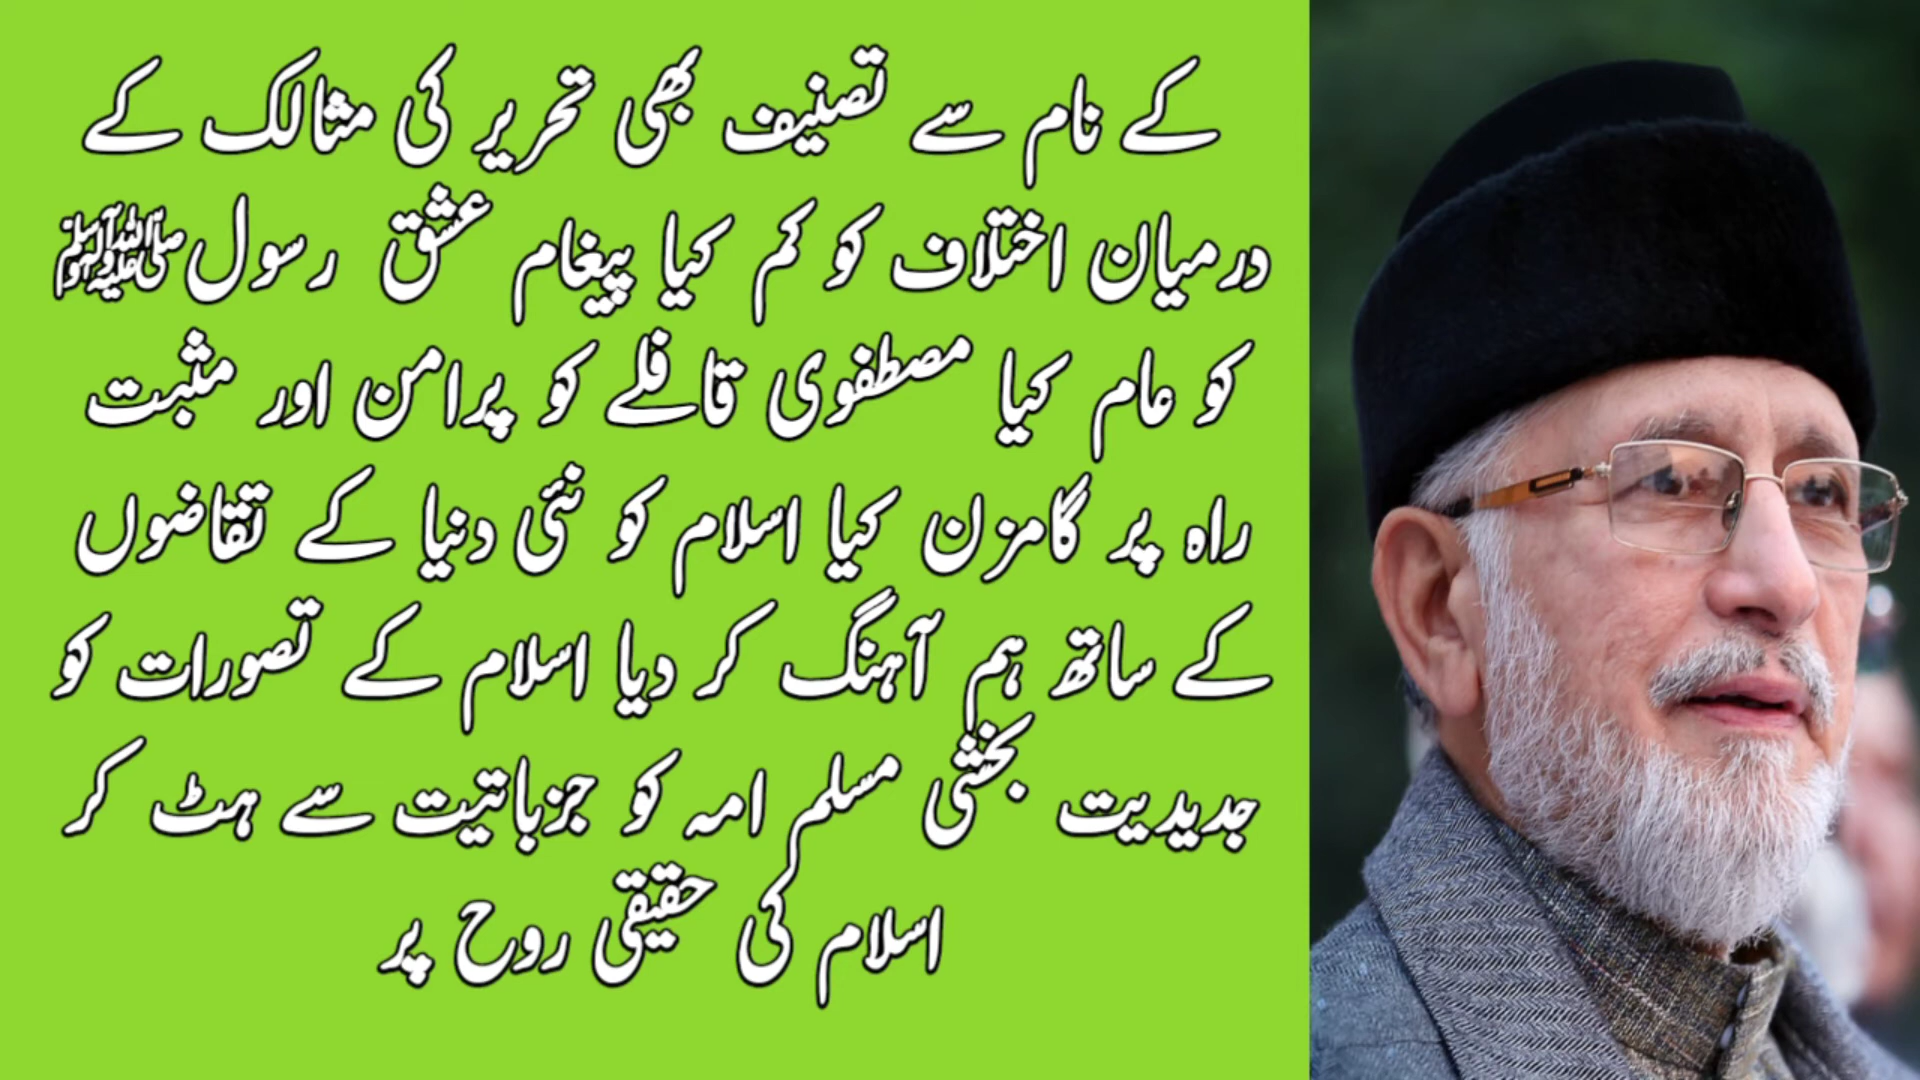 کے نام سے تصنیف بھی تحریر کی مثالک کے
درمیان اختلاف کو کم کیا پیغام عشق رسولﷺ
کو عام کیا مصطفوی قافلے کو پرامن اور مثبت
راہ پر گامزن کیا اسلام کو نئی دنیا کے تقاضوں
کے ساتھ ہم آہنگ کر دیا اسلام کے تصورات کو
جدیدیت بخشی مسلم امہ کو جزباتیت سے ہٹ کر
اسلام کی حقیقی روح پر